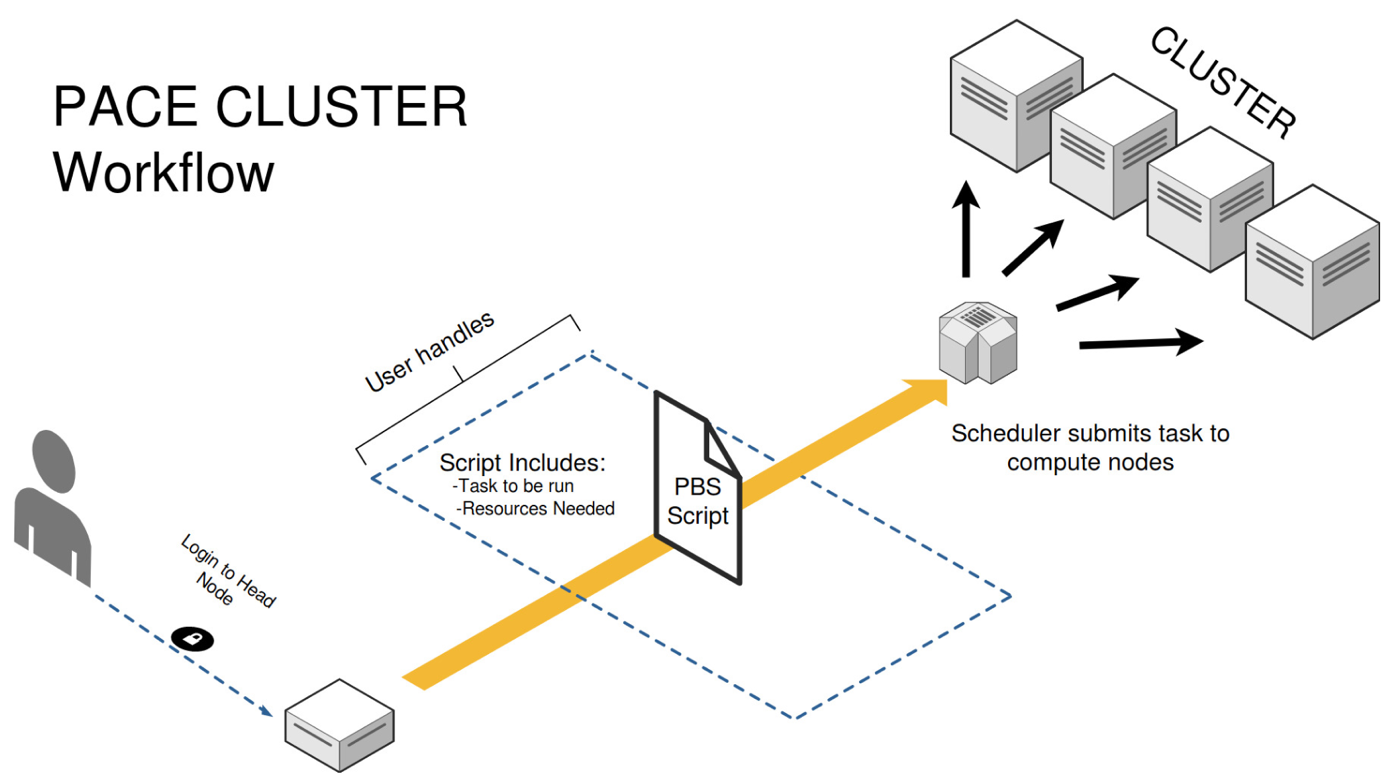 PACE CLUSTER
Workflow
CLUSTER
User handles
Script Includes:
-Task to be run
-Resources Needed
PBS
Script
Scheduler submits task to
compute nodes
Login to Head
Node